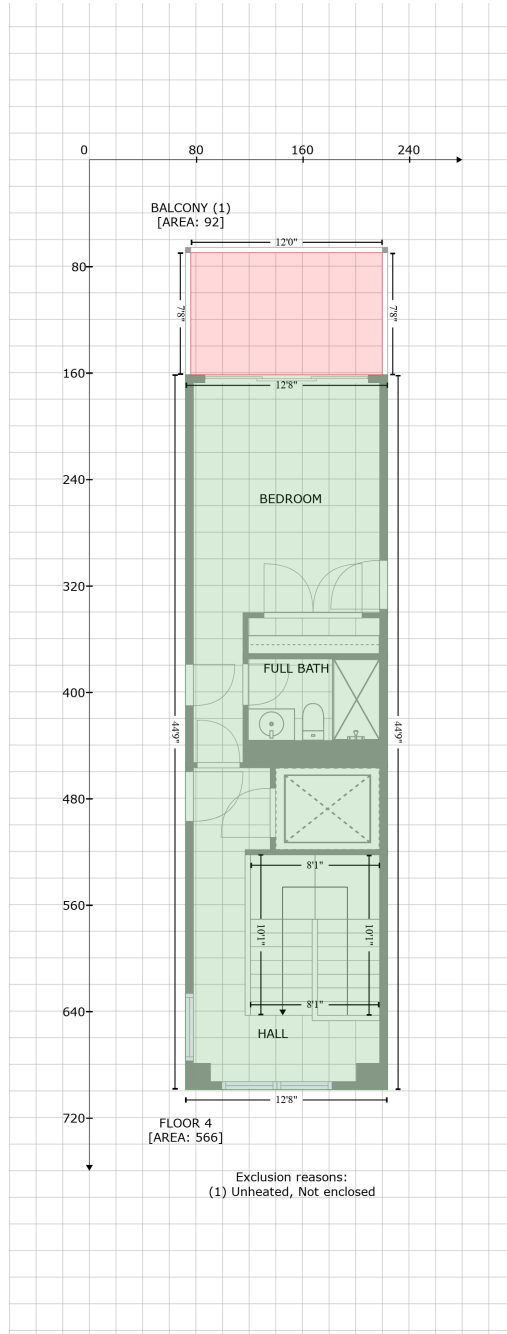 0
80
160
240
BALCONY (1)
[AREA: 92]
12'0"
80
7'8"
7'8"
160
12'8"
240
BEDROOM
320
FULL BATH
400
44'9"
44'9"
480
8'1"
560
10'1"
10'1"
8'1"
640
HALL
12'8"
720
FLOOR 4
[AREA: 566]
Exclusion reasons:
(1) Unheated, Not enclosed